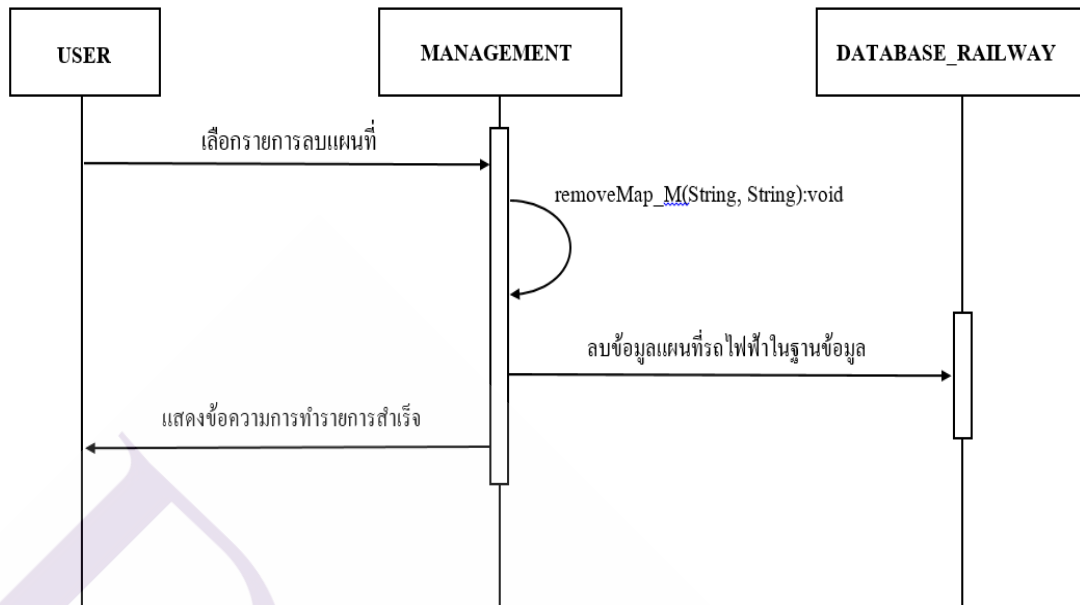 USER
MANAGEMENT
DATABASE_RAILWAY
เลือกรายการลบแผนที่
removeMap_M(String, String):void
ลบข้อมูลแผนที่รถไฟฟ้าในฐานข้อมูล
แสดงข้อความการทำรายการสำเร็จ